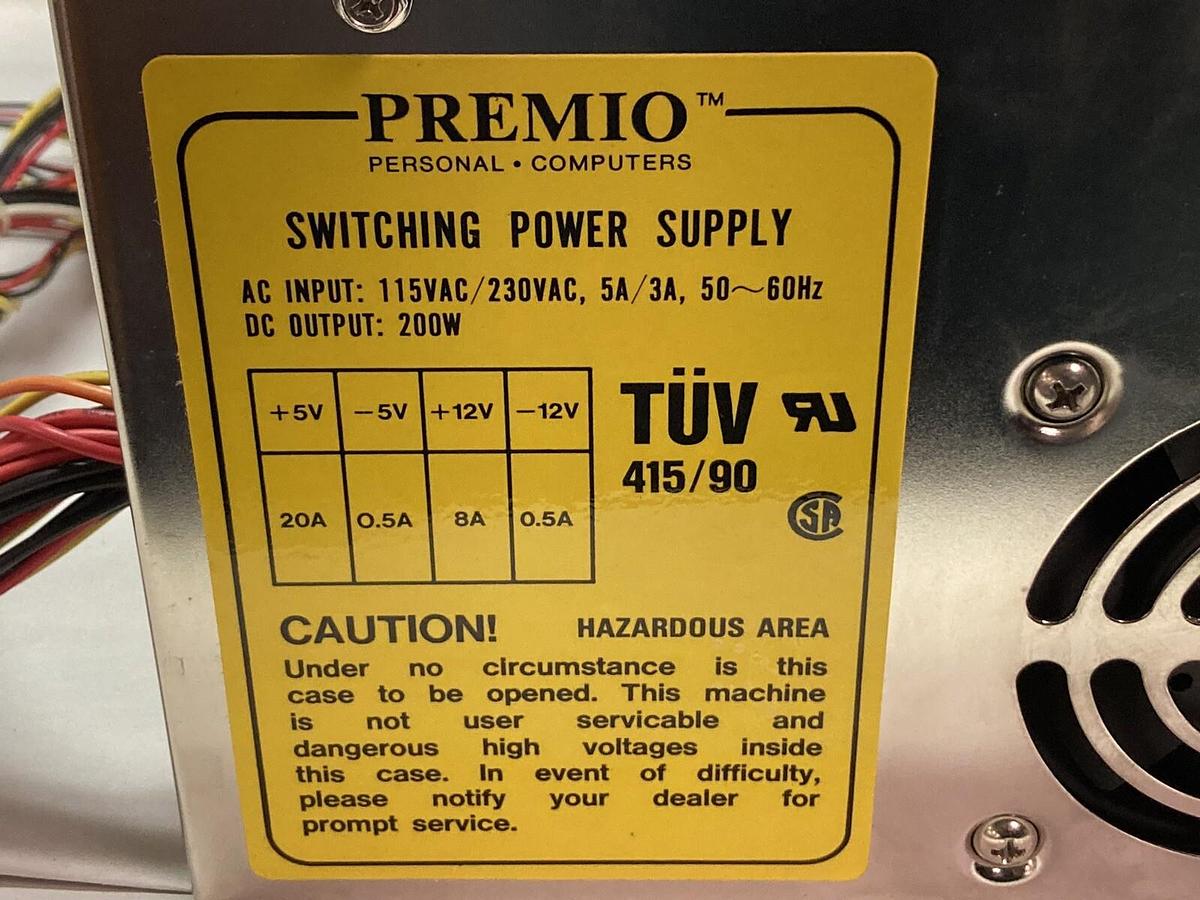 PREMIO™
PERSONAL • COMPUTERS
SWITCHING POWER SUPPLY
AC INPUT: 115VAC/230VAC, 5A/3A, 50～60Hz
DC OUTPUT: 200W
+5V −5V +12V −12V
20A 0.5A 8A 0.5A
TÜV
415/90
RU
SA
CAUTION! HAZARDOUS AREA
Under no circumstance is this
case to be opened. This machine
is not user servicable and
dangerous high voltages inside
this case. In event of difficulty,
please notify your dealer for
prompt service.